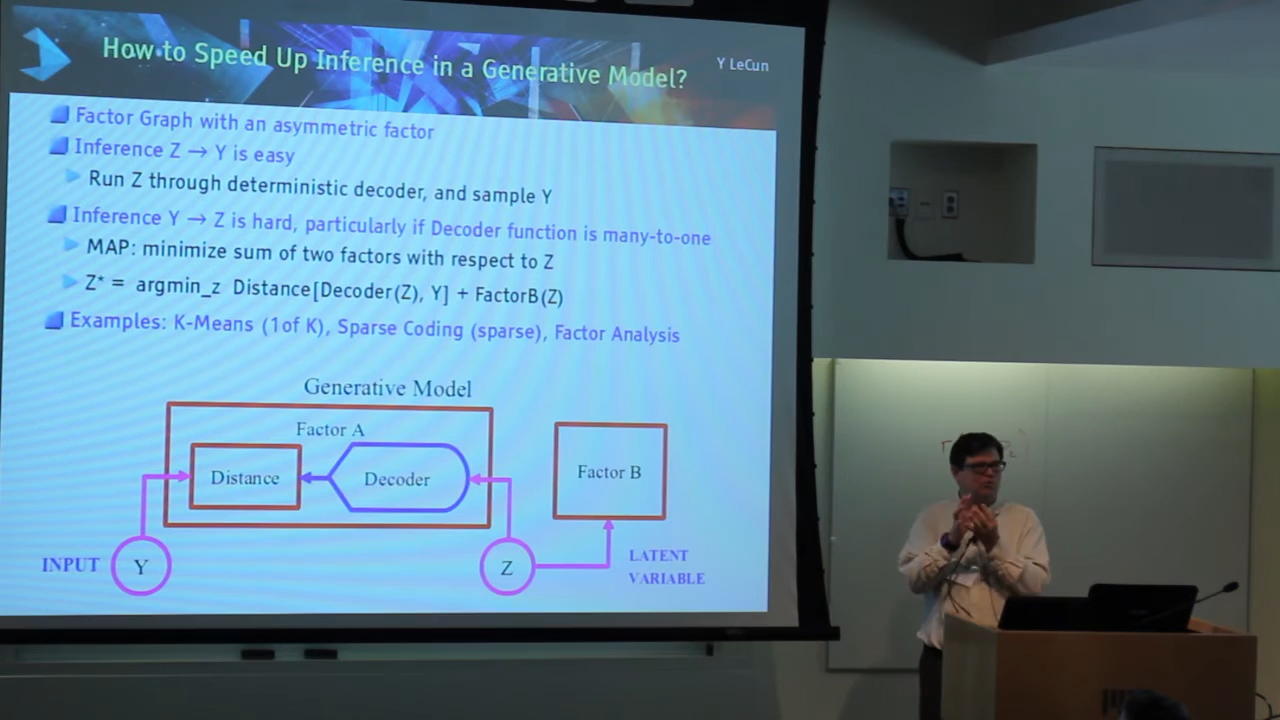 How to Speed Up Inference in a Generative Model?
Y LeCun
Factor Graph with an asymmetric factor
Inference Z → Y is easy
Run Z through deterministic decoder, and sample Y
Inference Y → Z is hard, particularly if Decoder function is many-to-one
MAP: minimize sum of two factors with respect to Z
Z* = argmin_z Distance[Decoder(Z), Y] + FactorB(Z)
Examples: K-Means (1of K), Sparse Coding (sparse), Factor Analysis
Generative Model
Factor A
Distance
Decoder
Factor B
INPUT
Y
Z
LATENT
VARIABLE